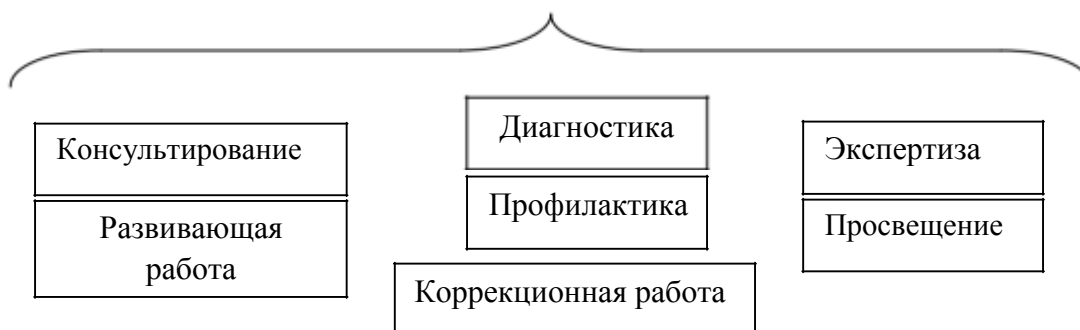 Консультирование
Развивающая
работа
Диагностика
Профилактика
Коррекционная работа
Экспертиза
Просвещение